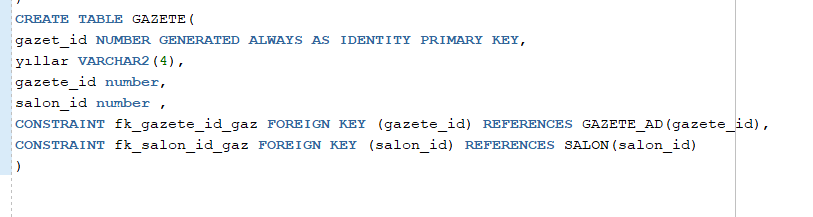 )
CREATE TABLE GAZETE(
gazet_id NUMBER GENERATED ALWAYS AS IDENTITY PRIMARY KEY,
yıllar VARCHAR2(4),
gazete_id number,
salon_id number ,
CONSTRAINT fk_gazete_id_gaz FOREIGN KEY (gazete_id) REFERENCES GAZETE_AD(gazete_id),
CONSTRAINT fk_salon_id_gaz FOREIGN KEY (salon_id) REFERENCES SALON(salon_id)
)